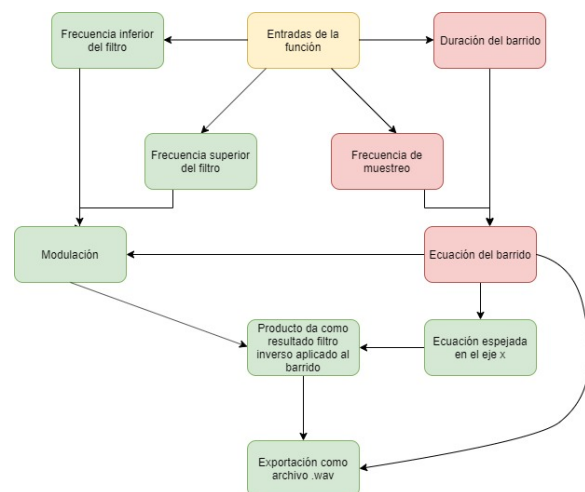 Frecuencia inferior
del filtro
Entradas de la
función
Duración del barrido
Frecuencia superior
del filtro
Frecuencia de
muestreo
Modulación
Ecuación del barrido
Producto da como
resultado filtro
inverso aplicado al
barrido
Ecuación espejada
en el eje x
Exportación como
archivo .wav